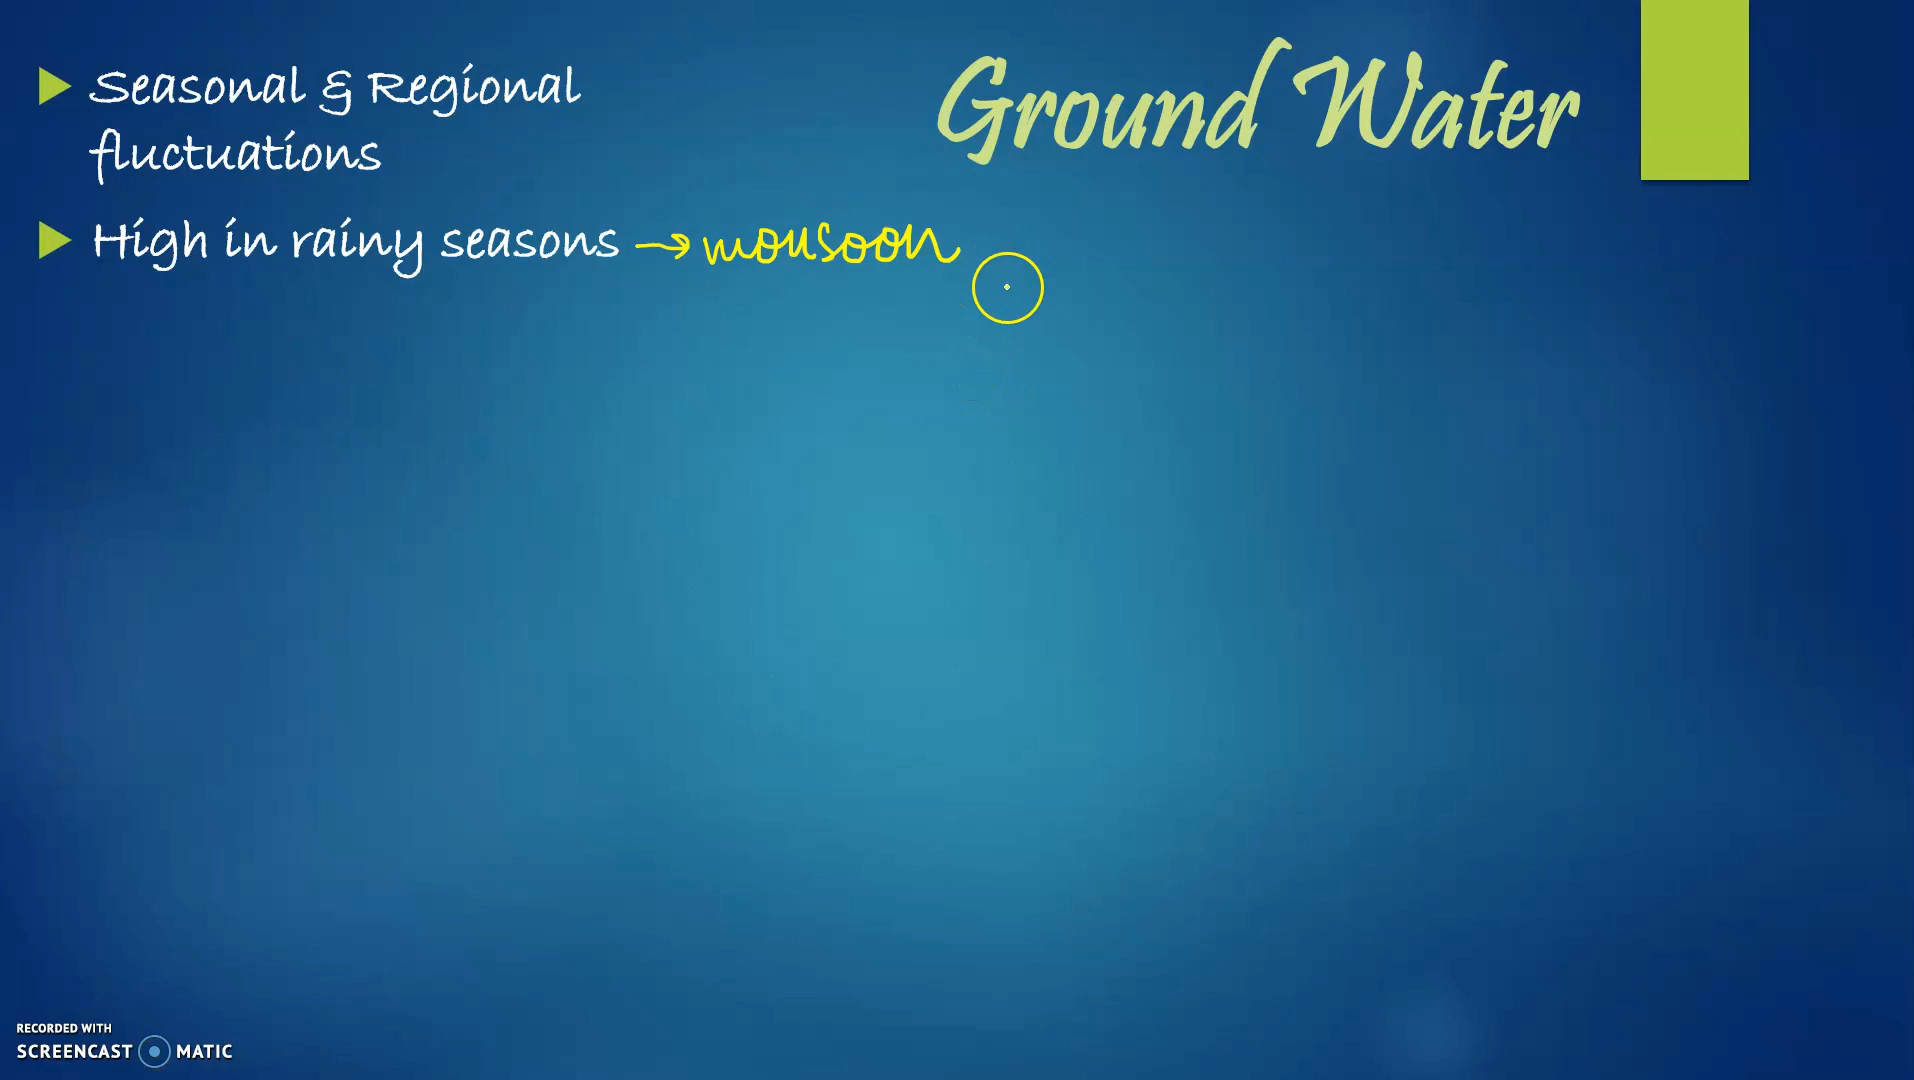 Ground Water
Seasonal & Regional
fluctuations
High in rainy seasons → monsoon
RECORDED WITH
SCREENCAST MATIC